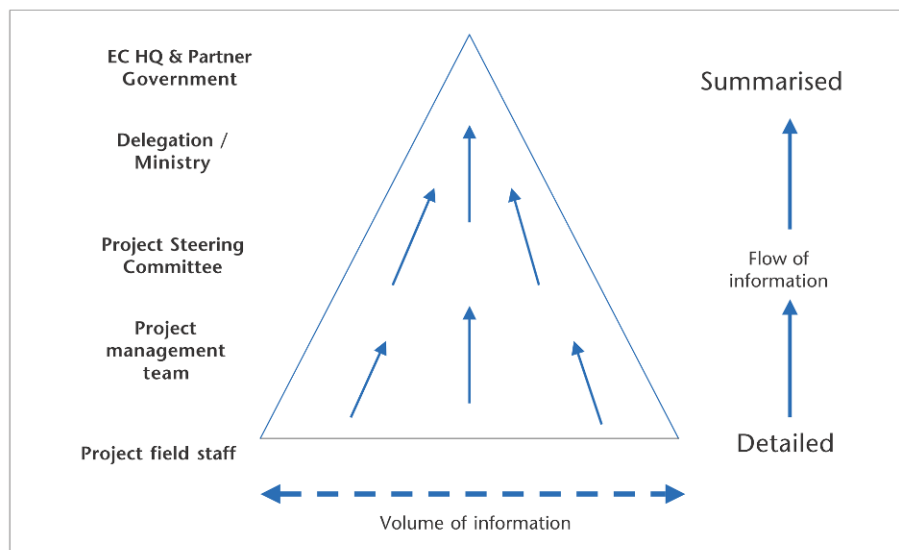 EC HQ & Partner
Government
Summarised
Delegation /
Ministry
Project Steering
Committee
Flow of
information
Project
management
team
Detailed
Project field staff
Volume of information